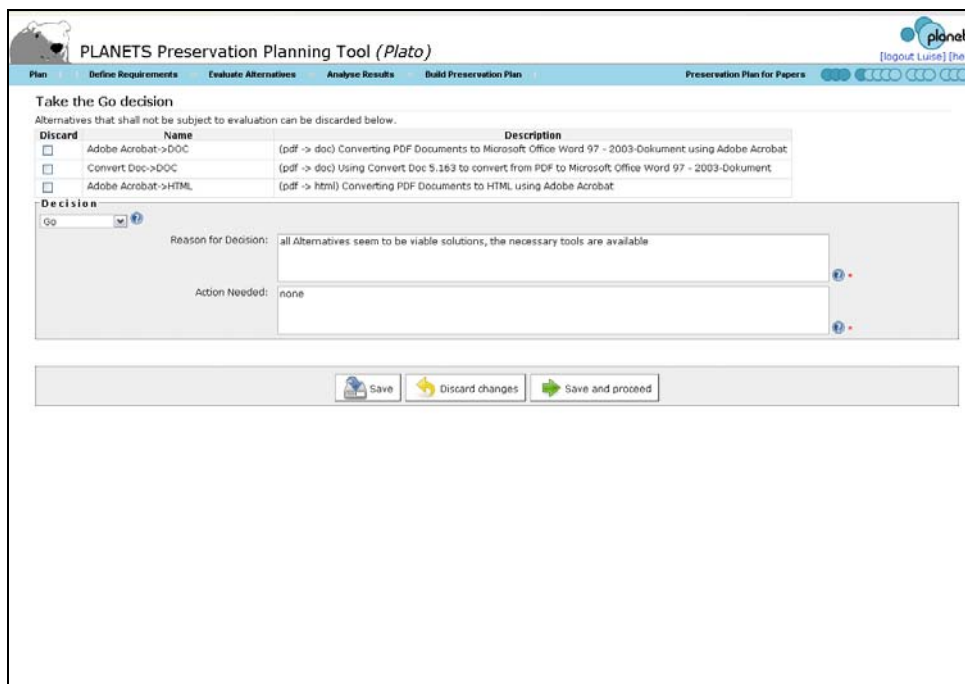 planet
PLANETS Preservation Planning Tool (Plato)
[logout Luise] [he
Plan Define Requirements Evaluate Alternatives Analyse Results Build Preservation Plan Preservation Plan for Papers
Take the Go decision
Alternatives that shall not be subject to evaluation can be discarded below.
Discard Name Description
Adobe Acrobat->DOC (pdf -> doc) Converting PDF Documents to Microsoft Office Word 97 - 2003-Dokument using Adobe Acrobat
Convert Doc->DOC (pdf -> doc) Using Convert Doc 5.163 to convert from PDF to Microsoft Office Word 97 - 2003-Dokument
Adobe Acrobat->HTML (pdf -> html) Converting PDF Documents to HTML using Adobe Acrobat
Decision
Go
Reason for Decision: all Alternatives seem to be viable solutions, the necessary tools are available
*
Action Needed: none
*
Save Discard changes Save and proceed